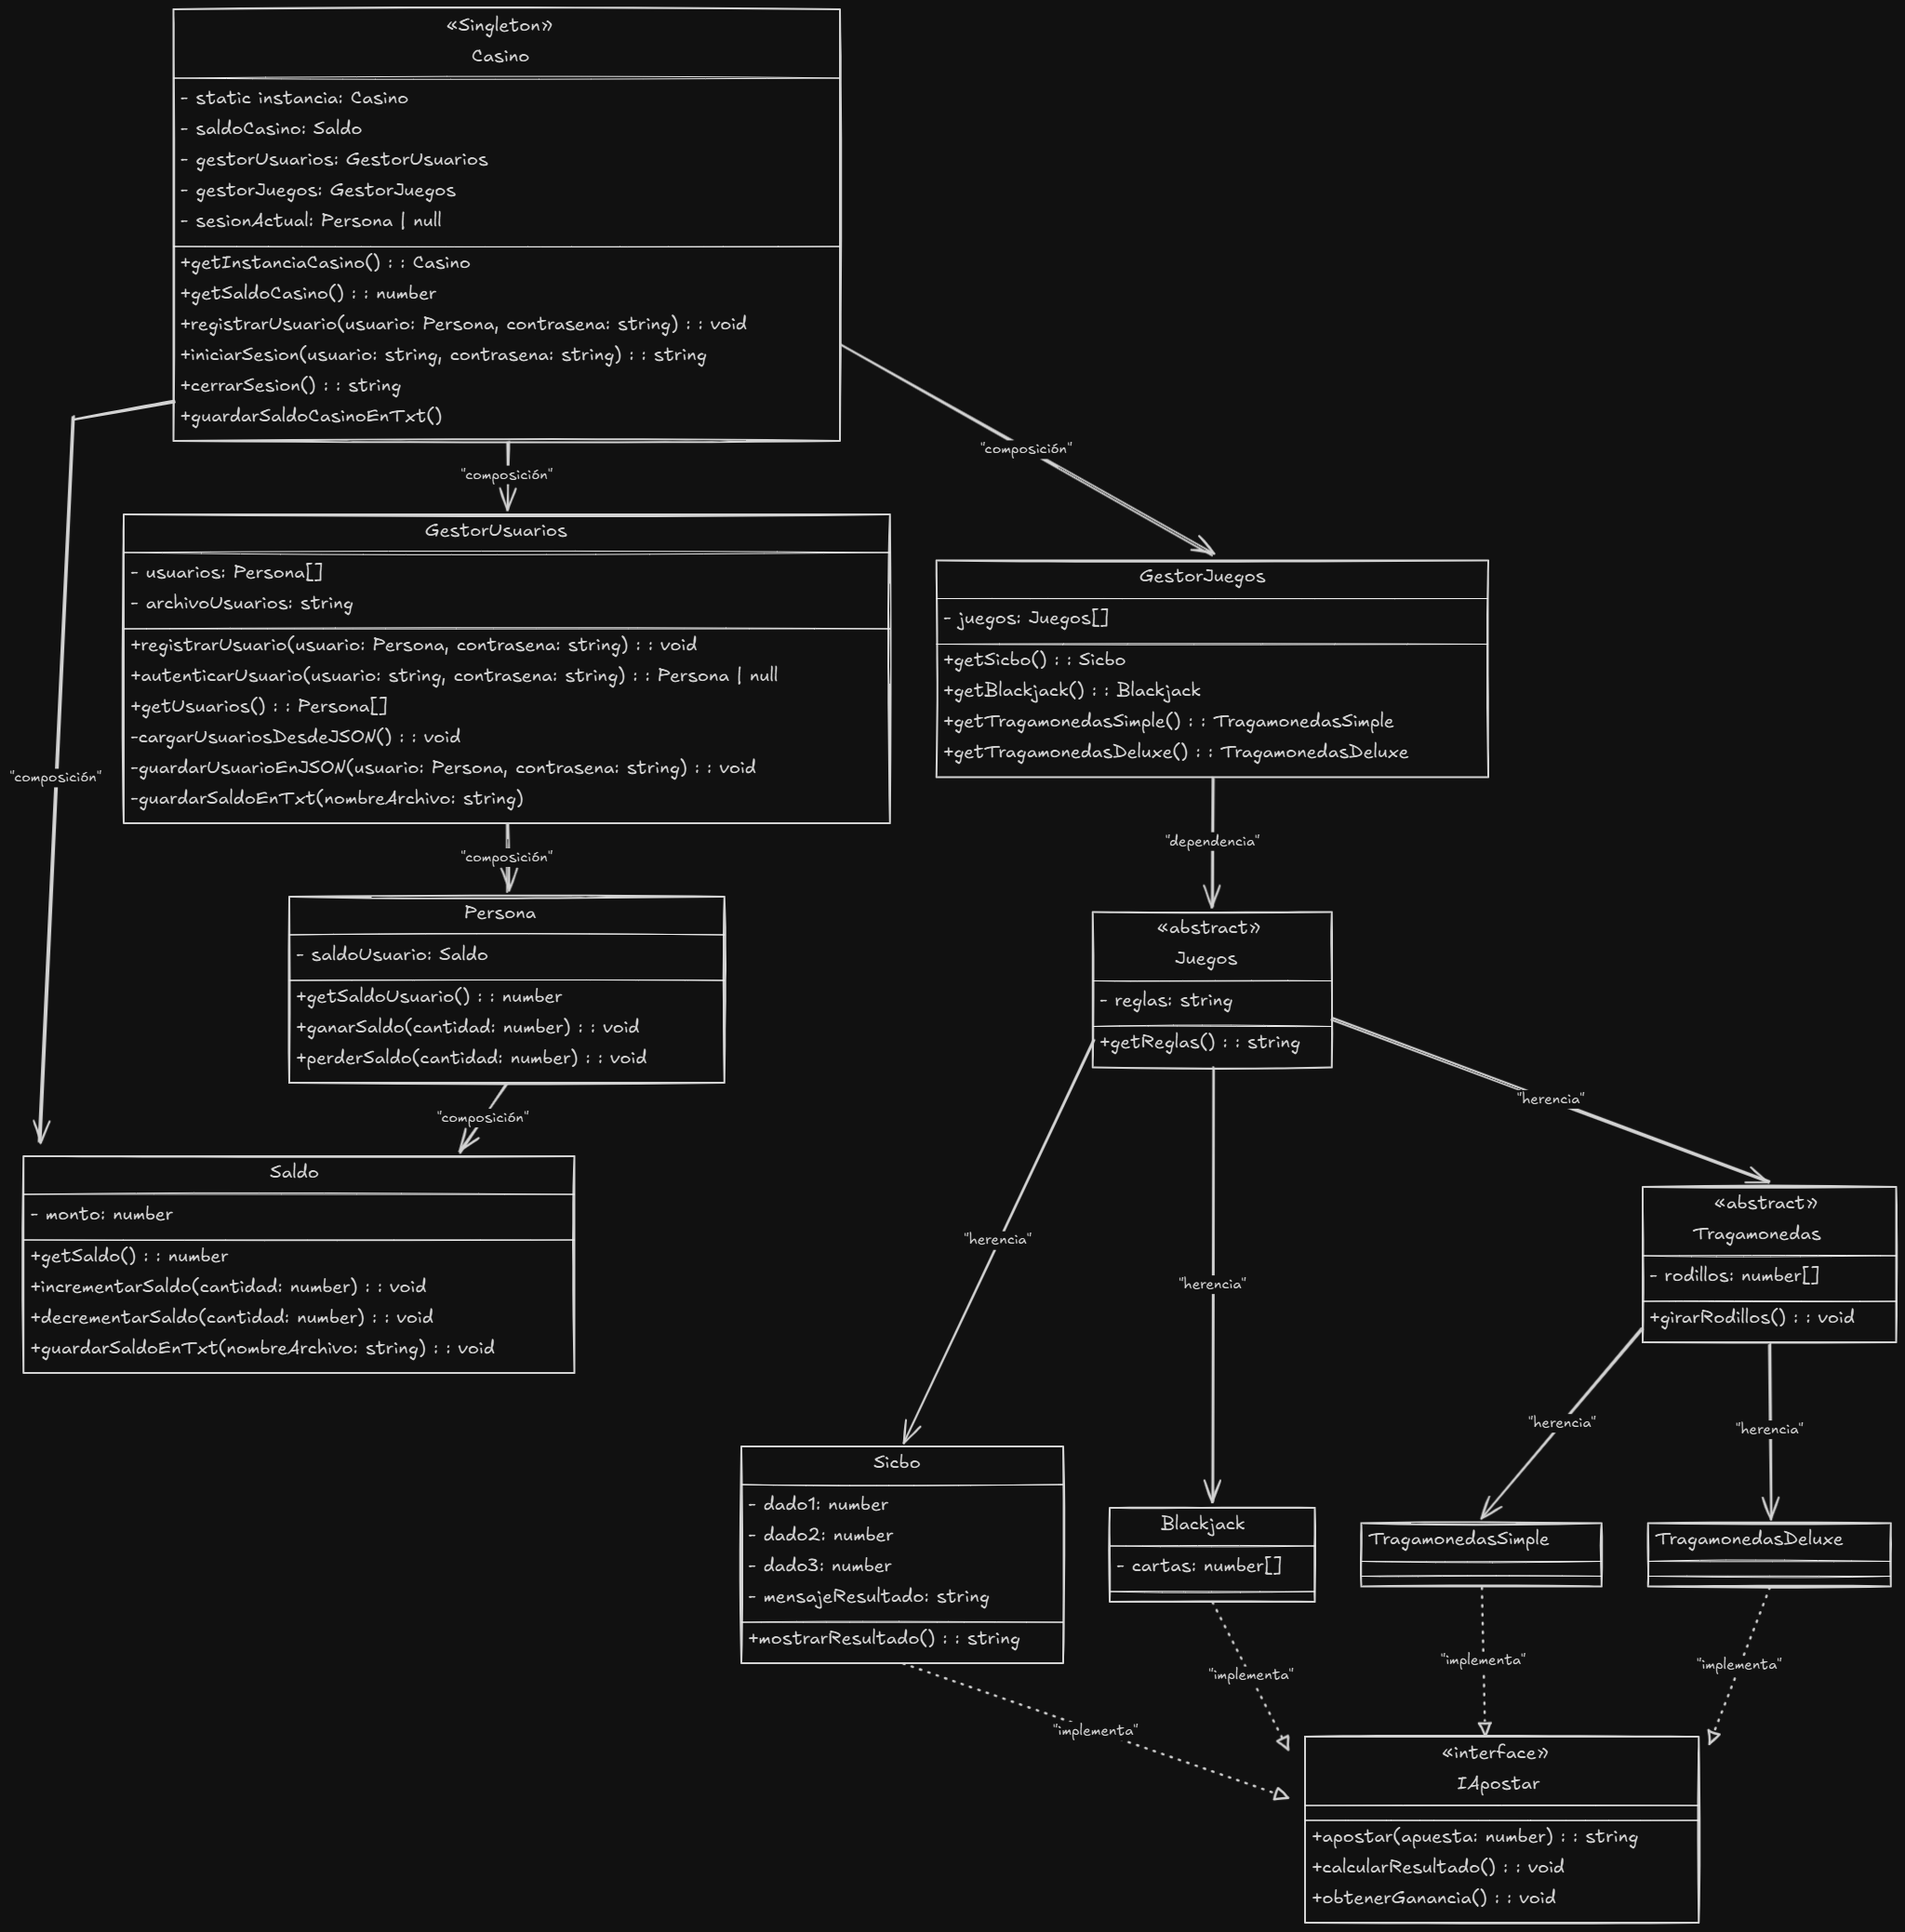 «Singleton»
Casino
- static instancia: Casino
- saldoCasino: Saldo
- gestorUsuarios: GestorUsuarios
- gestorJuegos: GestorJuegos
- sesionActual: Persona | null
+getInstanciaCasino() : : Casino
+getSaldoCasino() : : number
+registrarUsuario(usuario: Persona, contrasena: string) : : void
+iniciarSesion(usuario: string, contrasena: string) : : string
+cerrarSesion() : : string
+guardarSaldoCasinoEnTxt()
"composición"
"composición"
"composición"
GestorUsuarios
- usuarios: Persona[]
- archivoUsuarios: string
+registrarUsuario(usuario: Persona, contrasena: string) : : void
+autenticarUsuario(usuario: string, contrasena: string) : : Persona | null
+getUsuarios() : : Persona[]
-cargarUsuariosDesdeJSON() : : void
-guardarUsuarioEnJSON(usuario: Persona, contrasena: string) : : void
-guardarSaldoEnTxt(nombreArchivo: string)
GestorJuegos
- juegos: Juegos[]
+getSicbo() : : Sicbo
+getBlackjack() : : Blackjack
+getTragamonedasSimple() : : TragamonedasSimple
+getTragamonedasDeluxe() : : TragamonedasDeluxe
"composición"
"dependencia"
Persona
- saldoUsuario: Saldo
+getSaldoUsuario() : : number
+ganarSaldo(cantidad: number) : : void
+perderSaldo(cantidad: number) : : void
«abstract»
Juegos
- reglas: string
+getReglas() : : string
"composición"
"herencia"
"herencia"
"herencia"
Saldo
- monto: number
+getSaldo() : : number
+incrementarSaldo(cantidad: number) : : void
+decrementarSaldo(cantidad: number) : : void
+guardarSaldoEnTxt(nombreArchivo: string) : : void
«abstract»
Tragamonedas
- rodillos: number[]
+girarRodillos() : : void
"herencia"
"herencia"
Sicbo
- dado1: number
- dado2: number
- dado3: number
- mensajeResultado: string
+mostrarResultado() : : string
Blackjack
- cartas: number[]
TragamonedasSimple
TragamonedasDeluxe
"implementa"
"implementa"
"implementa"
"implementa"
«interface»
IApostar
+apostar(apuesta: number) : : string
+calcularResultado() : : void
+obtenerGanancia() : : void